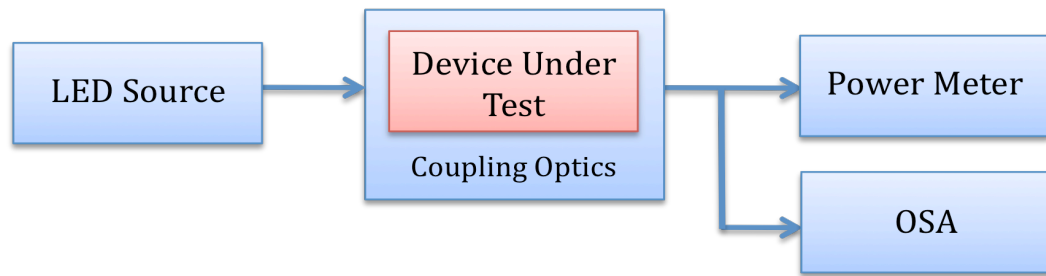 LED Source
Device Under
Test
Coupling Optics
Power Meter
OSA